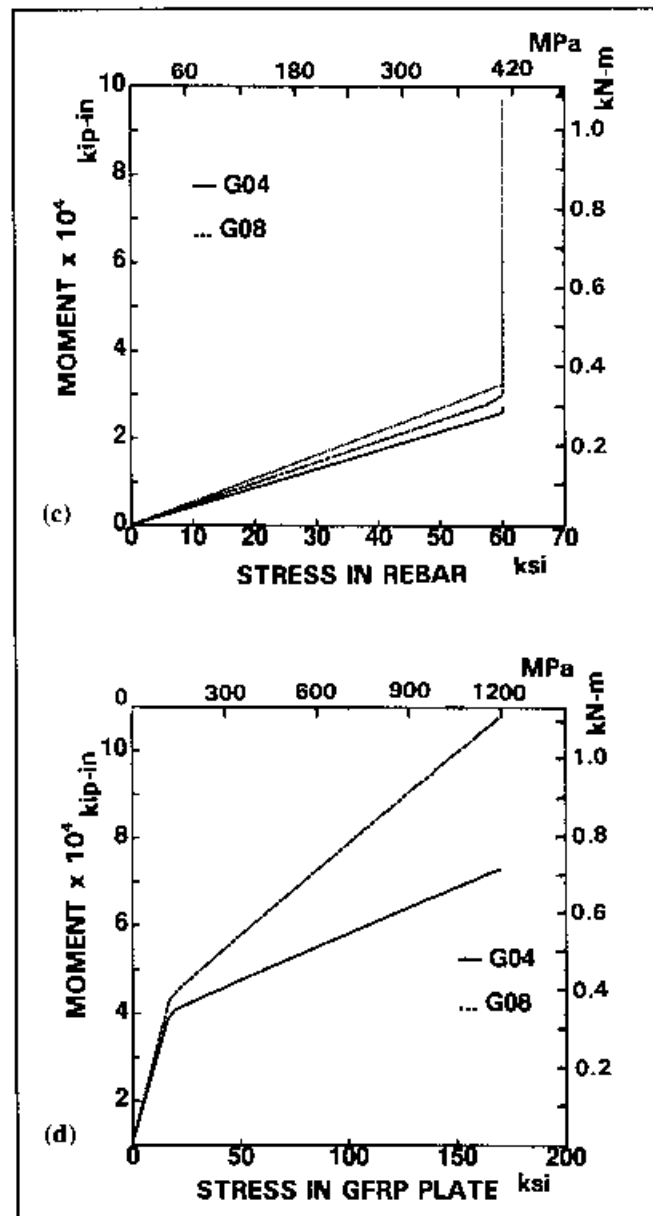 MPa
60 180 300 420
10
8
6
4
2
0
MOMENT x 10⁴ kip-in
— G04
--- G08
1.0
0.8
0.6
0.4
0.2
kN-m
0 10 20 30 40 50 60 70
STRESS IN REBAR ksi
(c)
MPa
0 300 600 900 1200
10
8
6
4
2
MOMENT x 10⁴ kip-in
— G04
--- G08
1.0
0.8
0.6
0.4
0.2
kN-m
0 50 100 150 200
STRESS IN GFRP PLATE ksi
(d)